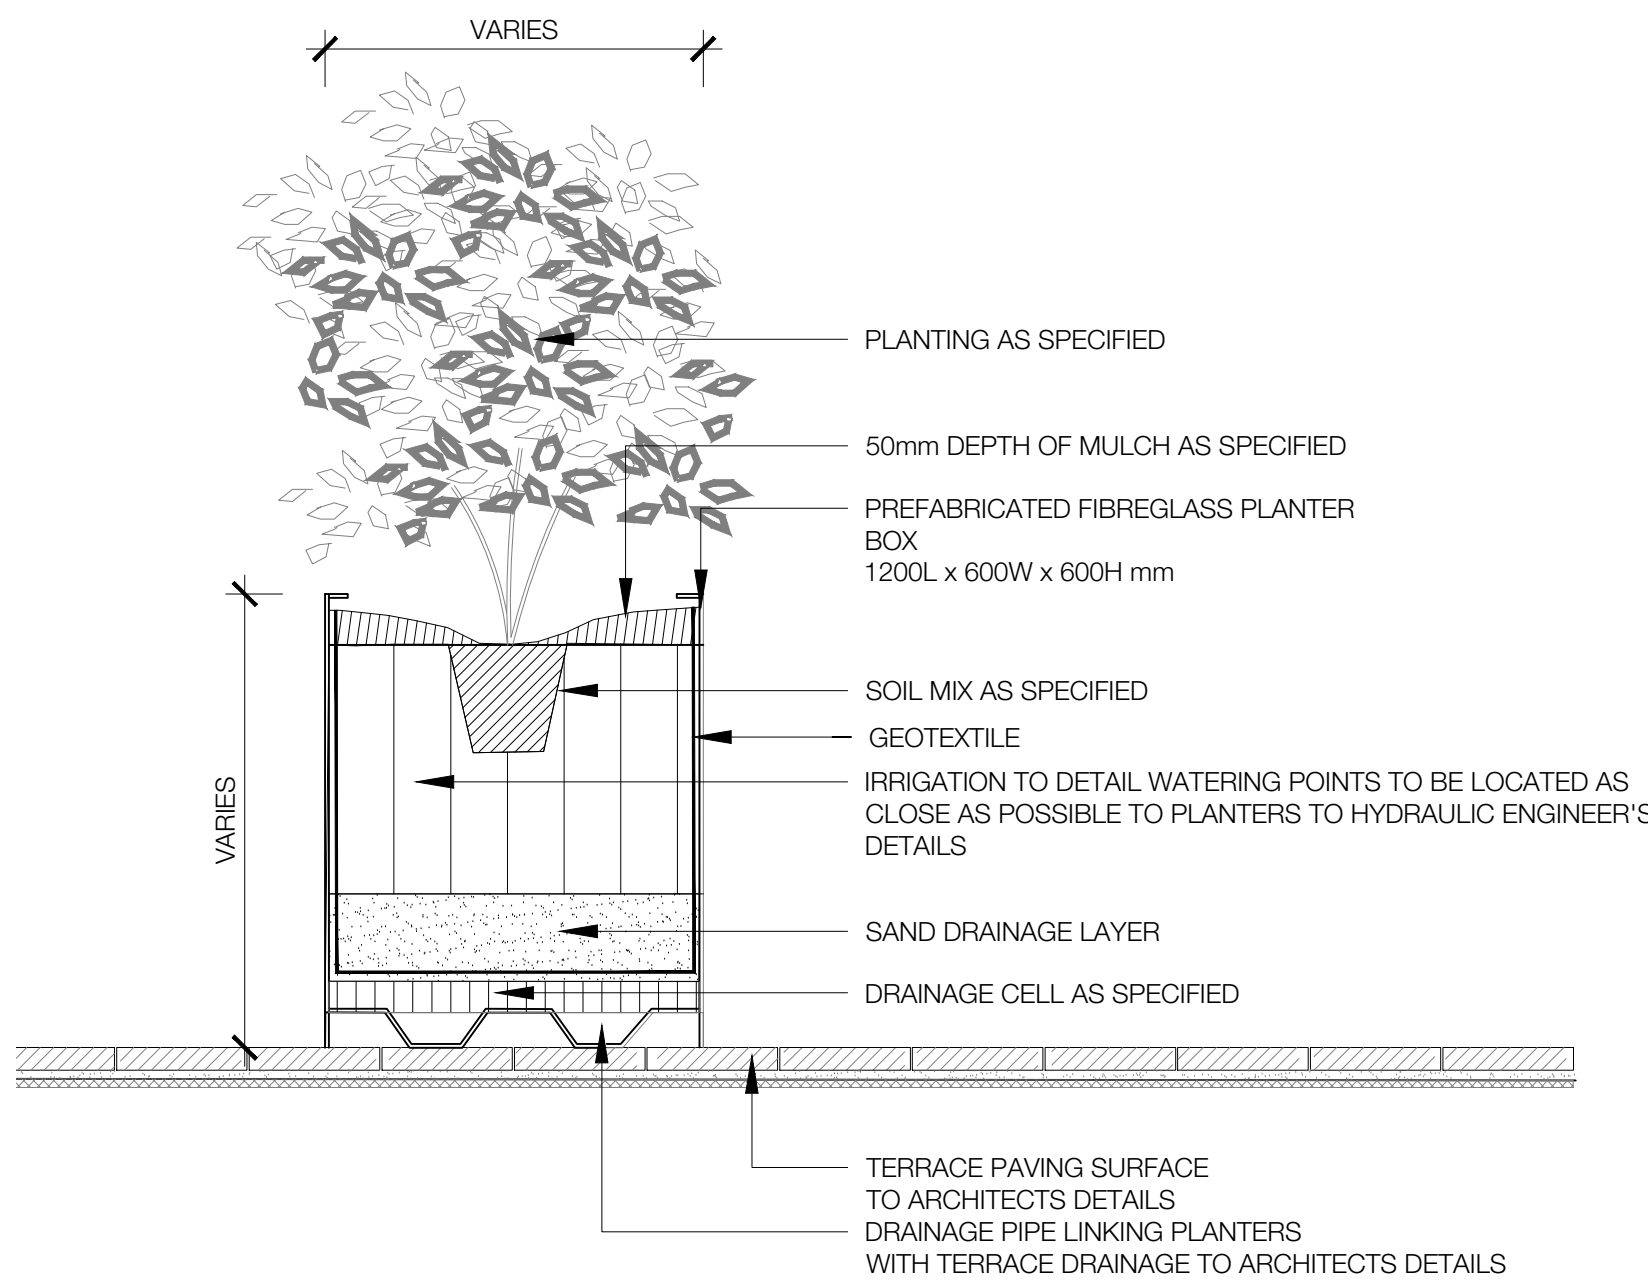 VARIES
PLANTING AS SPECIFIED
50mm DEPTH OF MULCH AS SPECIFIED
PREFABRICATED FIBREGLASS PLANTER
BOX
1200L x 600W x 600H mm
SOIL MIX AS SPECIFIED
GEOTEXTILE
IRRIGATION TO DETAIL WATERING POINTS TO BE LOCATED AS
CLOSE AS POSSIBLE TO PLANTERS TO HYDRAULIC ENGINEER'S
DETAILS
VARIES
SAND DRAINAGE LAYER
DRAINAGE CELL AS SPECIFIED
TERRACE PAVING SURFACE
TO ARCHITECTS DETAILS
DRAINAGE PIPE LINKING PLANTERS
WITH TERRACE DRAINAGE TO ARCHITECTS DETAILS